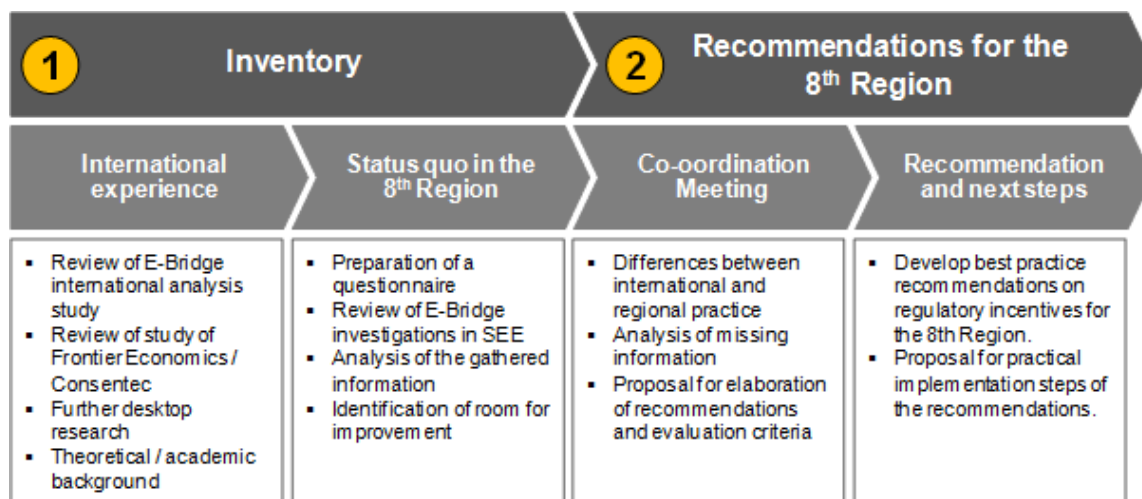 1
Inventory
2
Recommendations for the
8th Region
International
experience
Status quo in the
8th Region
Co-oordination
Meeting
Recommendation
and next steps
▪ Review of E-Bridge
international analysis
study
▪ Review of study of
Frontier Economics /
Consentec
▪ Further desktop
research
▪ Theoretical / academic
background
▪ Preparation of a
questionnaire
▪ Review of E-Bridge
investigations in SEE
▪ Analysis of the gathered
information
▪ Identification of room for
improvement
▪ Differences between
international and
regional practice
▪ Analysis of missing
information
▪ Proposal for elaboration
of recommendations
and evaluation criteria
▪ Develop best practice
recommendations on
regulatory incentives for
the 8th Region.
▪ Proposal for practical
implementation steps of
the recommendations.